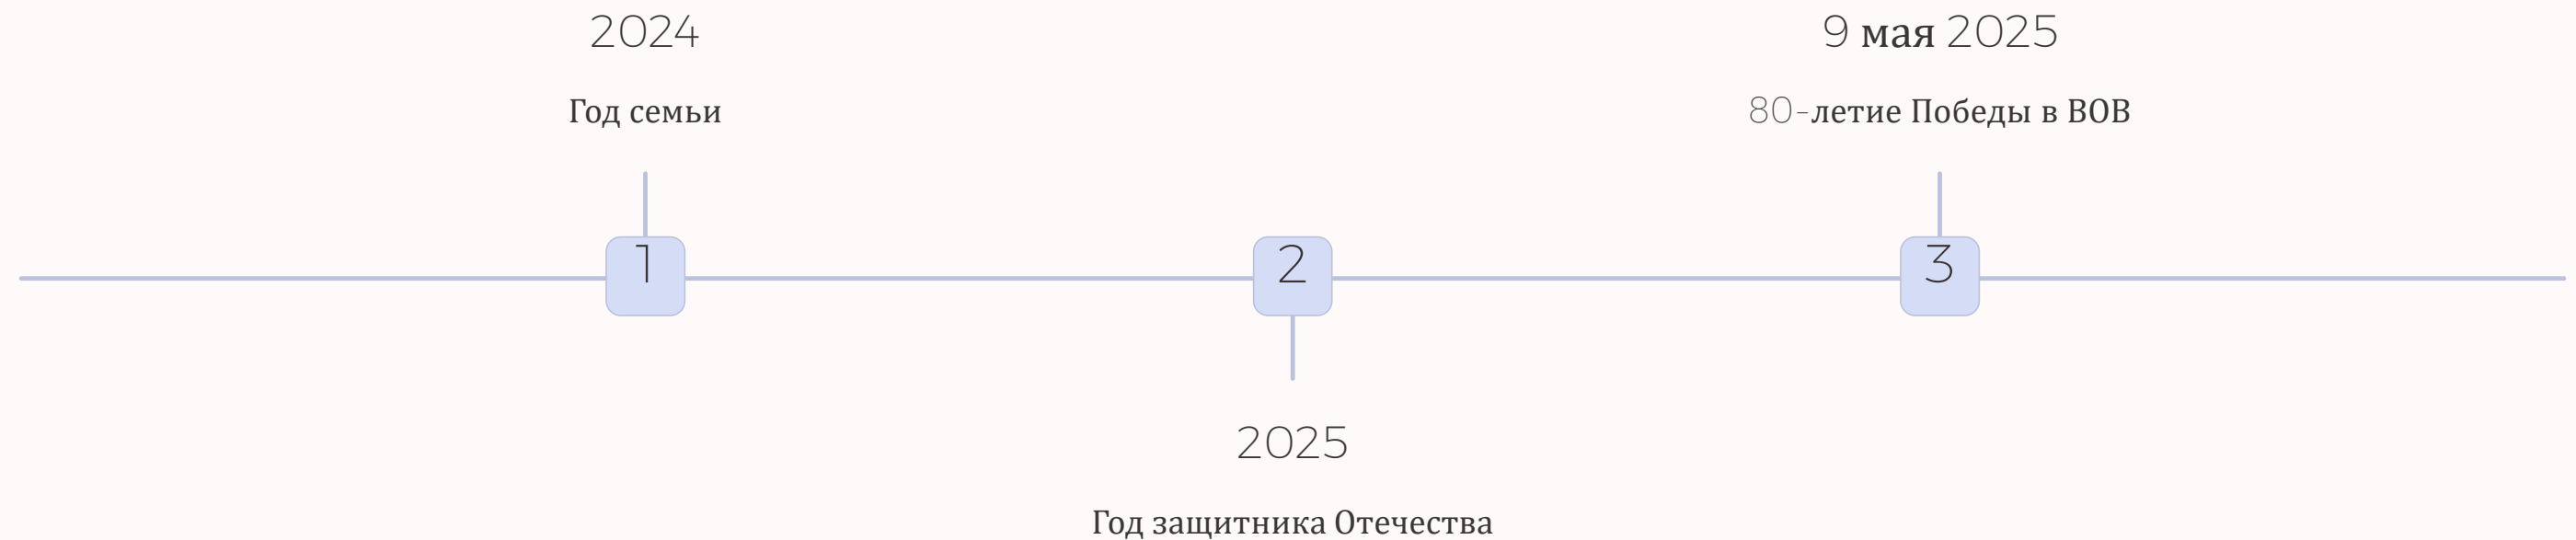 2024
Год семьи
1
2
2025
Год защитника Отечества
9 мая 2025
80-летие Победы в ВОВ
3